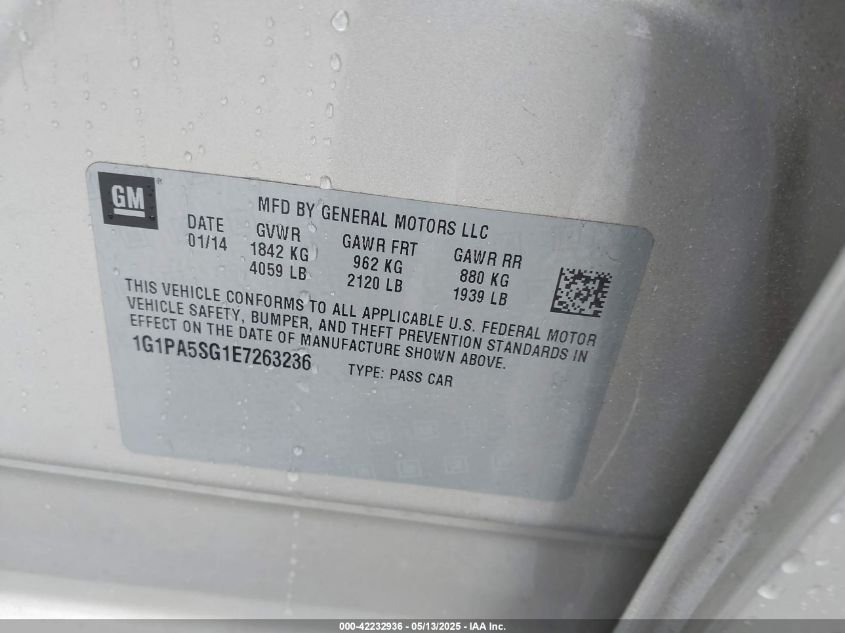 GM
MFD BY GENERAL MOTORS LLC
DATE GVWR GAWR FRT GAWR RR
01/14 1842 KG 962 KG 880 KG
4059 LB 2120 LB 1939 LB
THIS VEHICLE CONFORMS TO ALL APPLICABLE U.S. FEDERAL MOTOR
VEHICLE SAFETY, BUMPER, AND THEFT PREVENTION STANDARDS IN
EFFECT ON THE DATE OF MANUFACTURE SHOWN ABOVE.
1G1PA5SG1E7263236 TYPE: PASS CAR
000-42232936 - 05/13/2025 - IAA Inc.